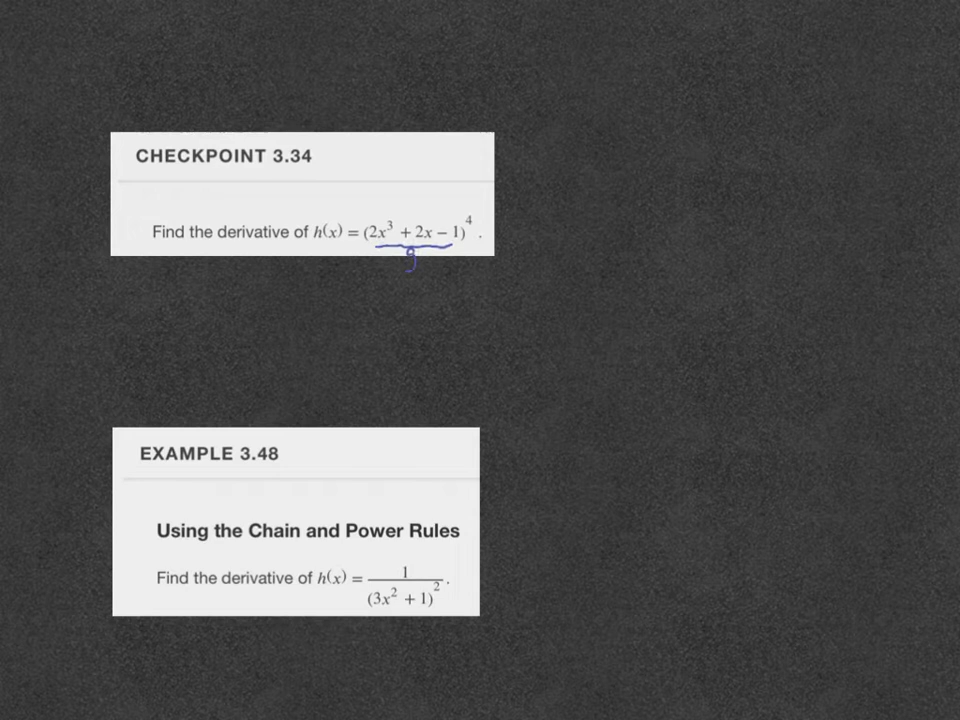 CHECKPOINT 3.34
Find the derivative of h(x) = (2x³ + 2x − 1)⁴ .
g
EXAMPLE 3.48
Using the Chain and Power Rules
Find the derivative of h(x) = 1 / (3x² + 1)² .